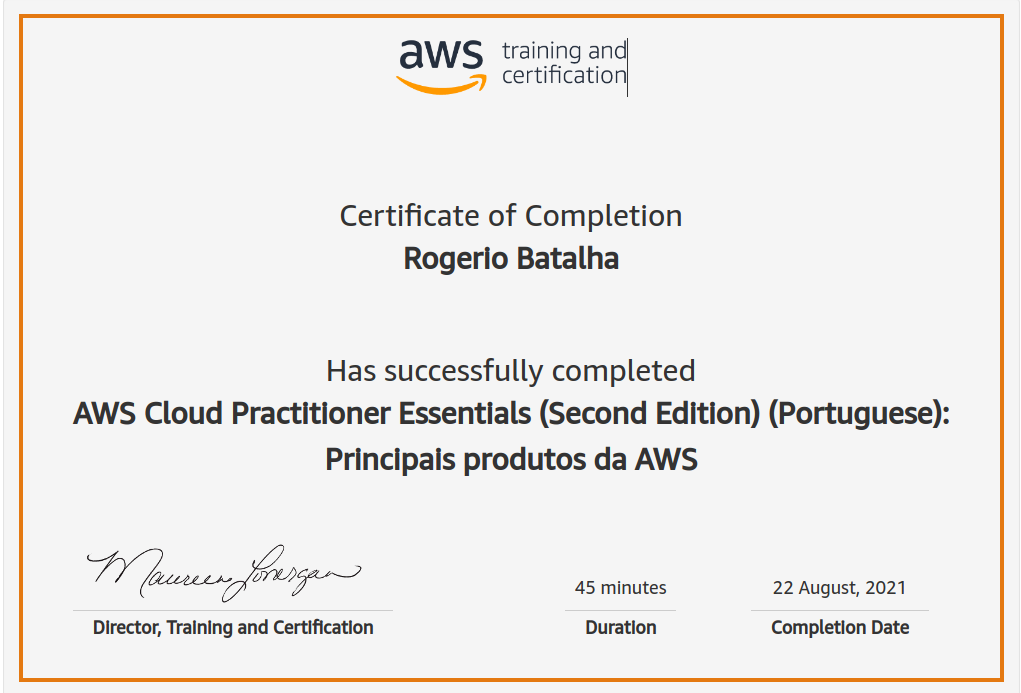 aws training and
certification
Certificate of Completion
Rogerio Batalha
Has successfully completed
AWS Cloud Practitioner Essentials (Second Edition) (Portuguese):
Principais produtos da AWS
Maureen Lonergan
45 minutes
22 August, 2021
Director, Training and Certification
Duration
Completion Date